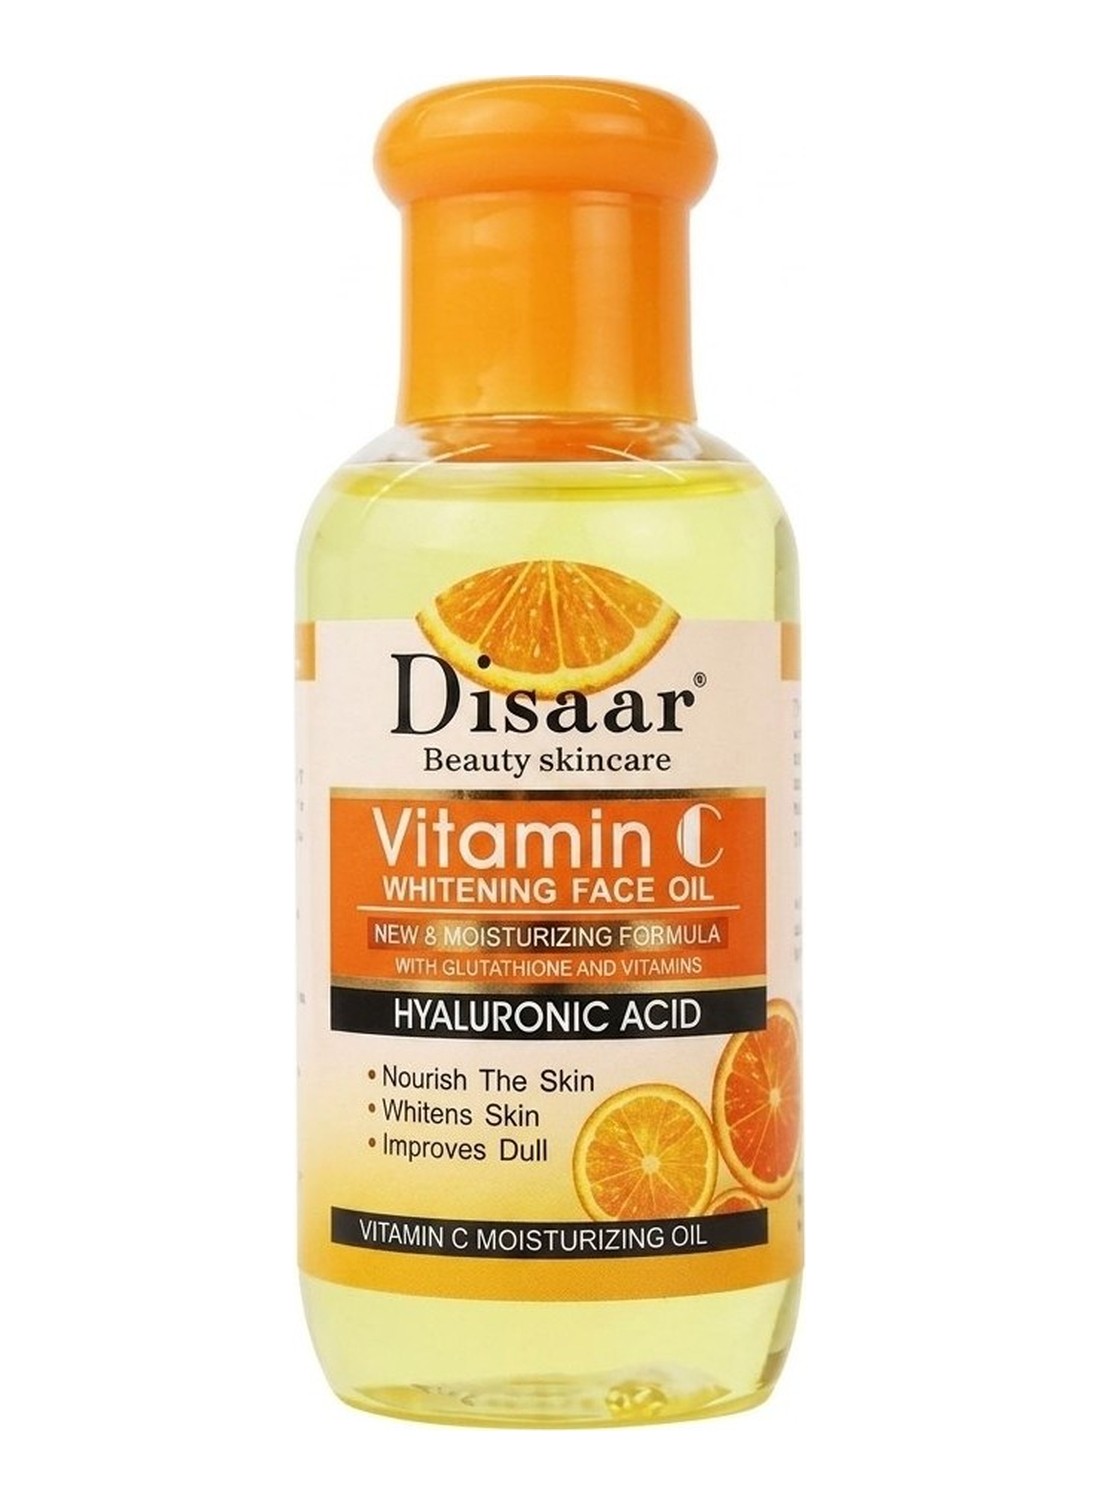 Disaar®
Beauty skincare
Vitamin C
WHITENING FACE OIL
NEW & MOISTURIZING FORMULA
WITH GLUTATHIONE AND VITAMINS
HYALURONIC ACID
• Nourish The Skin
• Whitens Skin
• Improves Dull
VITAMIN C MOISTURIZING OIL